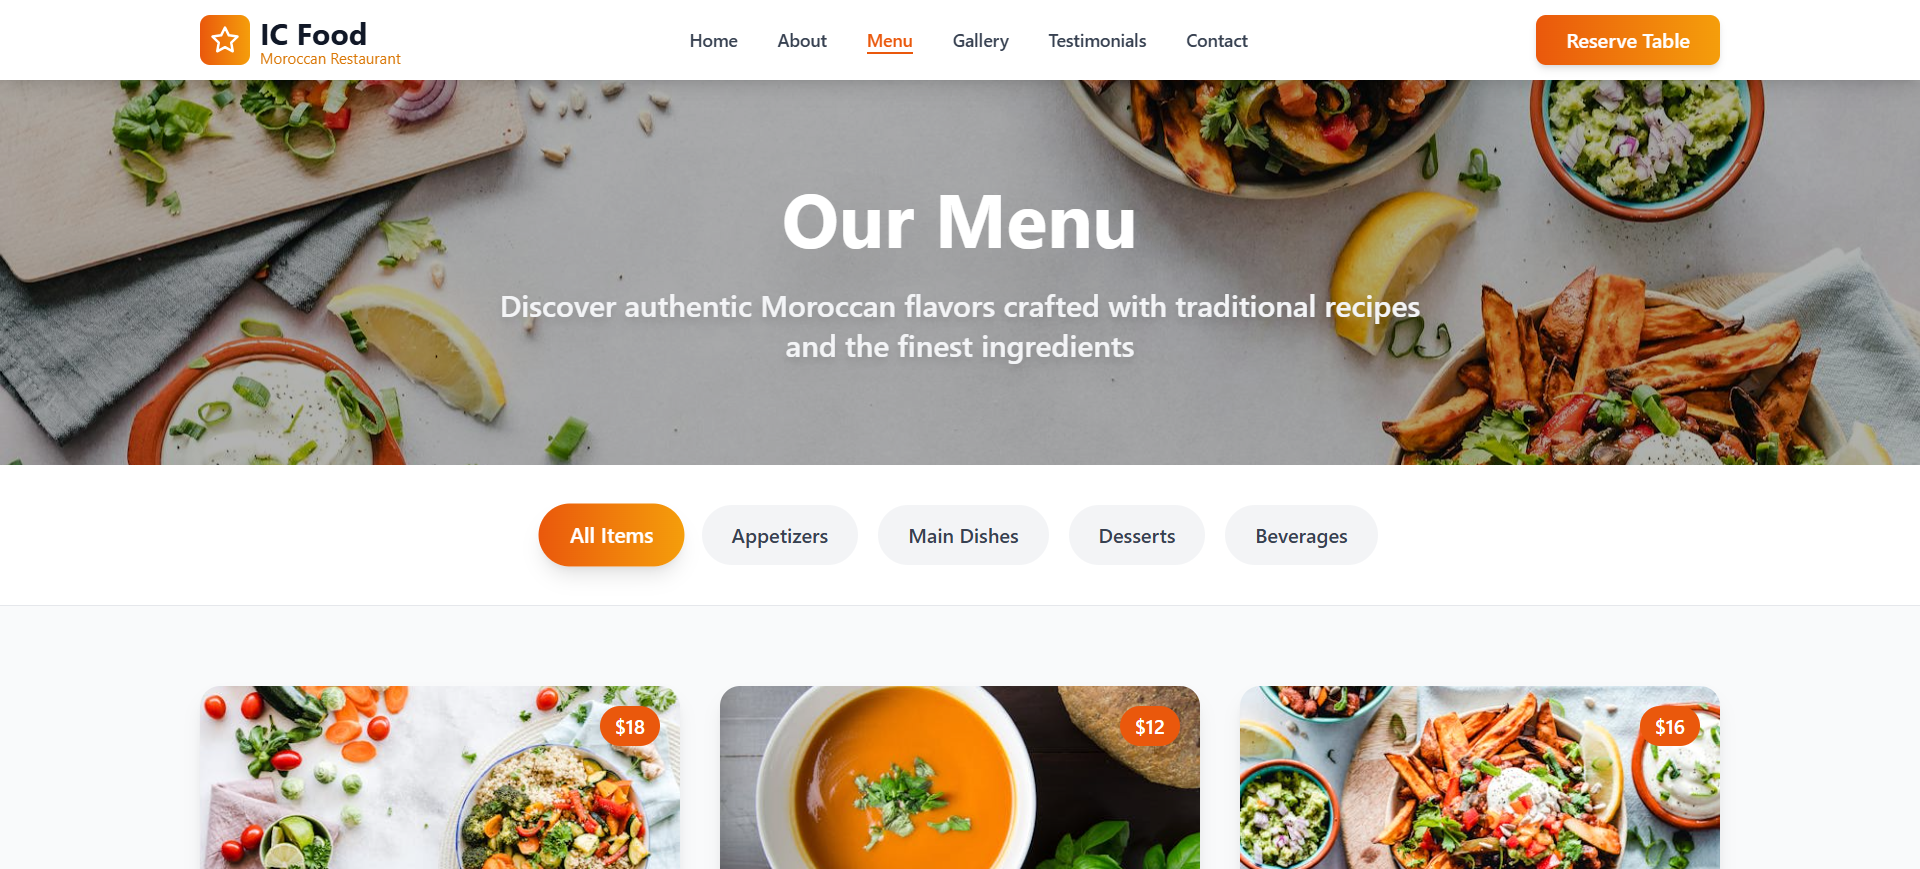 IC Food
Moroccan Restaurant
Home
About
Menu
Gallery
Testimonials
Contact
Reserve Table
Our Menu
Discover authentic Moroccan flavors crafted with traditional recipes
and the finest ingredients
All Items
Appetizers
Main Dishes
Desserts
Beverages
$18
$12
$16